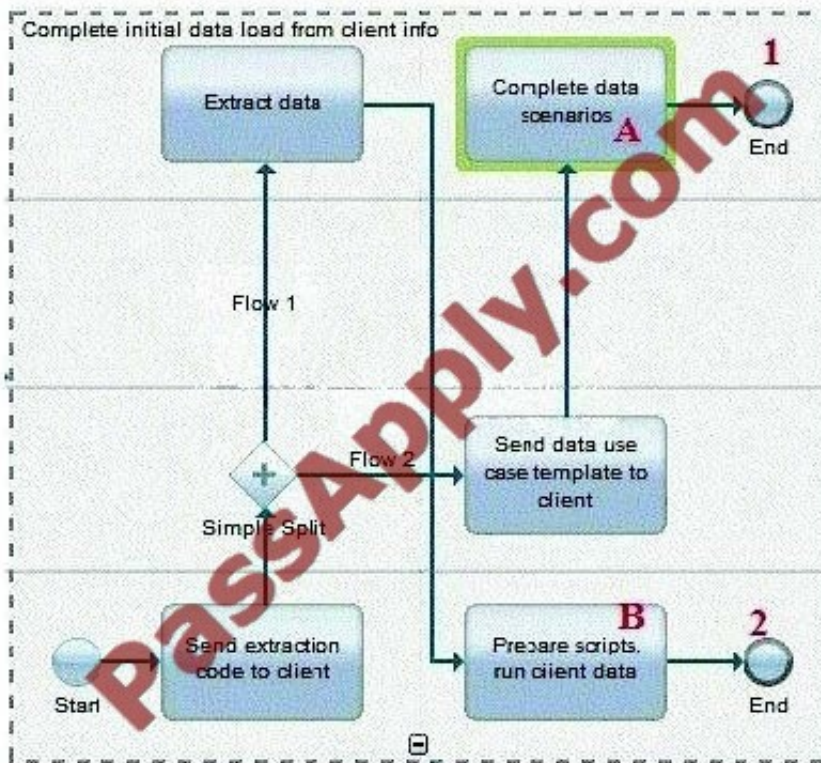 Complete initial data load from client info
1
Extract data
Complete data
scenarios
A
End
Flow 1
Flow 2
Send data use
case template to
client
Simple Split
B
2
Send extraction
code to client
Prepare scripts,
run client data
Start
End
PassApply.com